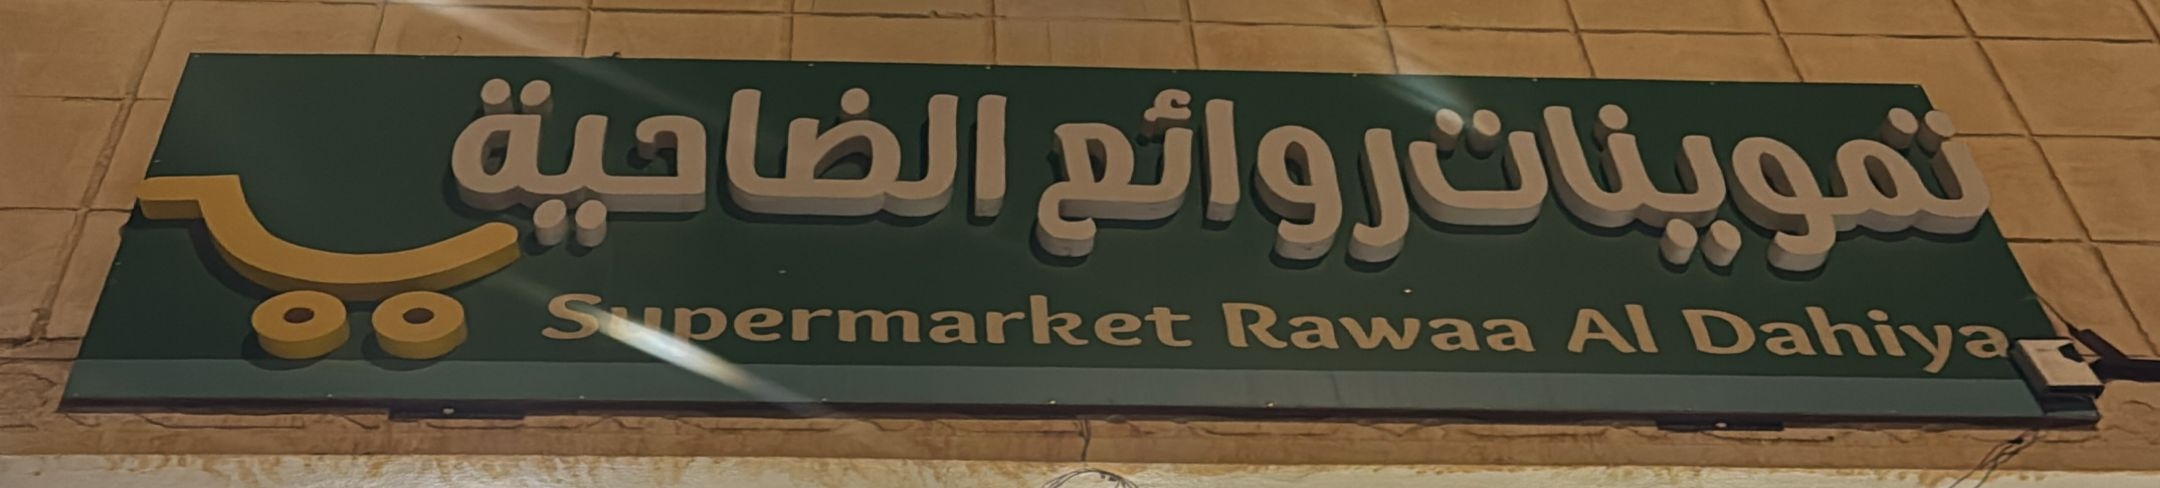 تموينات روائع الضاحية
Supermarket Rawaa Al Dahiya